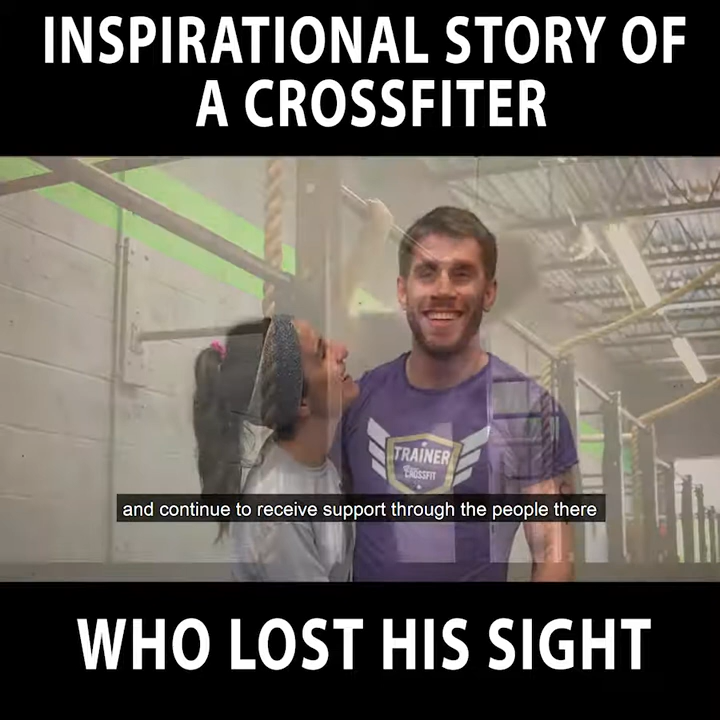 INSPIRATIONAL STORY OF
A CROSSFITER
TRAINER
CROSSFIT
and continue to receive support through the people there
WHO LOST HIS SIGHT